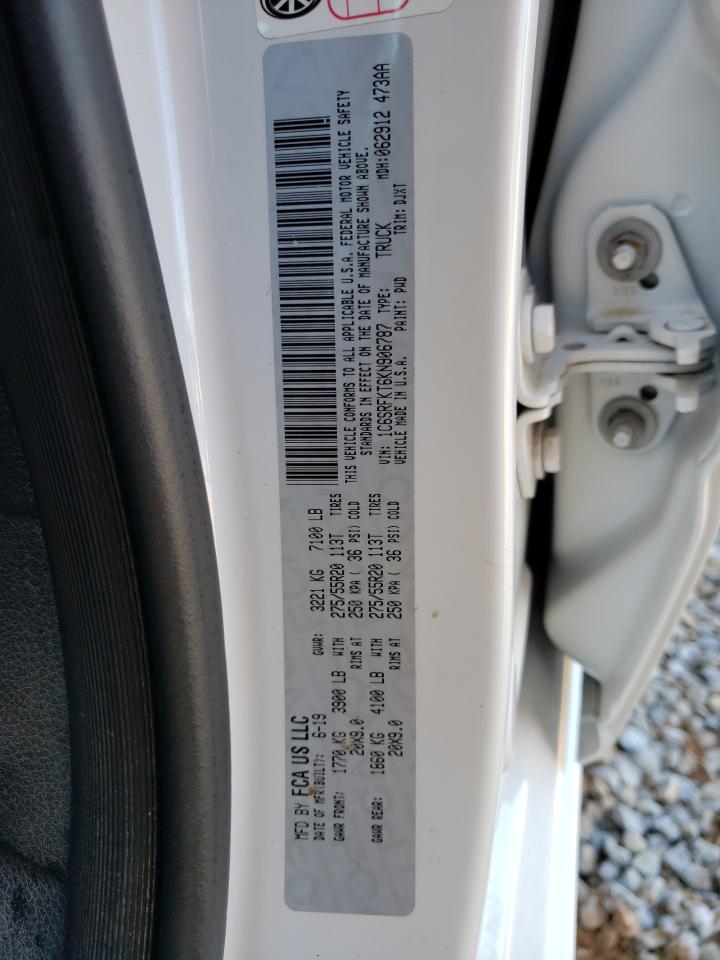 MFD BY FCA US LLC
DATE OF MFR(BUILT): 6-19 GVWR: 3221 KG 7100 LB
GAWR FRONT: 1770 KG 3900 LB WITH 275/55R20 113T TIRES
20X9.0 RIMS AT 250 KPA ( 36 PSI) COLD
GAWR REAR: 1860 KG 4100 LB WITH 275/55R20 113T TIRES
20X9.0 RIMS AT 250 KPA ( 36 PSI) COLD
THIS VEHICLE CONFORMS TO ALL APPLICABLE U.S.A. FEDERAL MOTOR VEHICLE SAFETY
STANDARDS IN EFFECT ON THE DATE OF MANUFACTURE SHOWN ABOVE.
VIN: 1C6SRFKT6KN906787 TYPE: TRUCK MDH:062912 473AA
VEHICLE MADE IN U.S.A. PAINT: PWD TRIM: DJXT